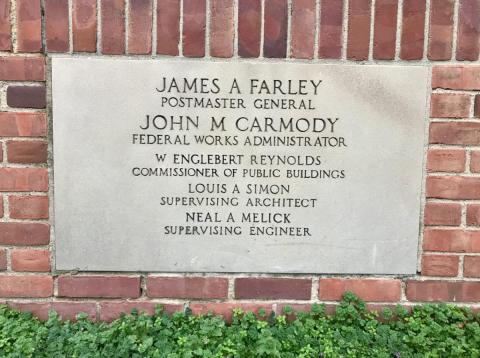 JAMES A FARLEY
POSTMASTER GENERAL
JOHN M CARMODY
FEDERAL WORKS ADMINISTRATOR
W ENGLEBERT REYNOLDS
COMMISSIONER OF PUBLIC BUILDINGS
LOUIS A SIMON
SUPERVISING ARCHITECT
NEAL A MELICK
SUPERVISING ENGINEER